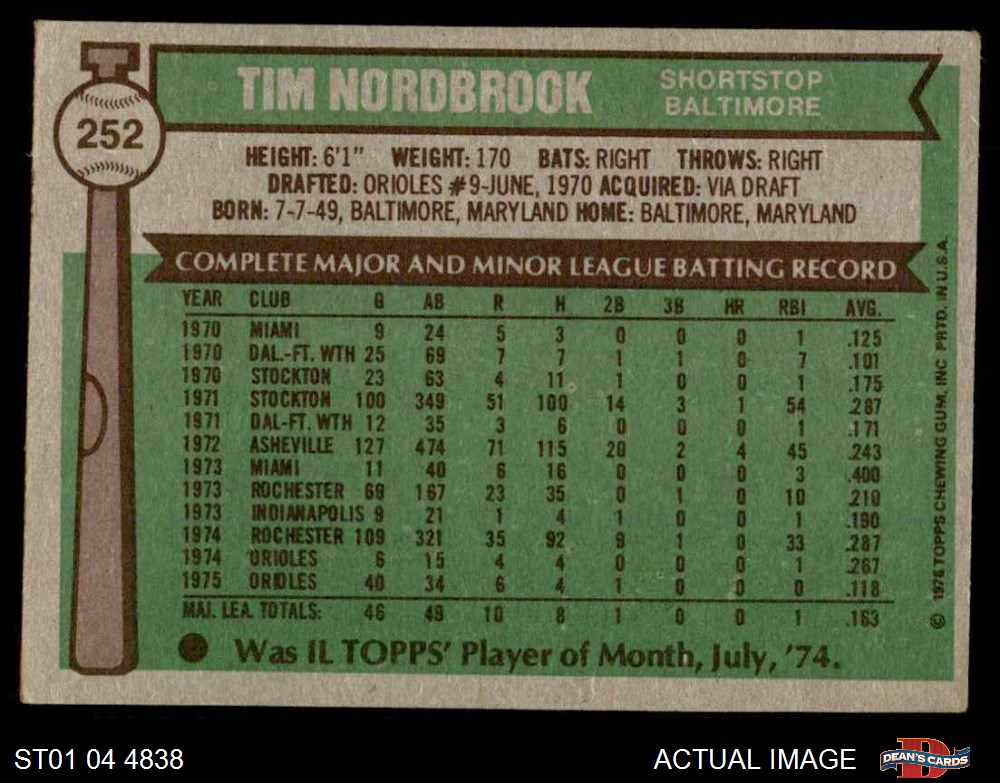 252
TIM NORDBROOK
SHORTSTOP
BALTIMORE
HEIGHT: 6'1" WEIGHT: 170 BATS: RIGHT THROWS: RIGHT
DRAFTED: ORIOLES #9-JUNE, 1970 ACQUIRED: VIA DRAFT
BORN: 7-7-49, BALTIMORE, MARYLAND HOME: BALTIMORE, MARYLAND
COMPLETE MAJOR AND MINOR LEAGUE BATTING RECORD
YEAR CLUB G AB R H 2B 3B HR RBI AVG.
1970 MIAMI 9 24 5 3 0 0 0 1 .125
1970 DAL.-FT. WTH 25 69 7 7 1 1 0 7 .101
1970 STOCKTON 23 63 4 11 1 0 0 1 .175
1971 STOCKTON 100 349 51 100 14 3 1 54 .287
1971 DAL-FT. WTH 12 35 3 6 0 0 0 1 .171
1972 ASHEVILLE 127 474 71 115 20 2 4 45 .243
1973 MIAMI 11 40 6 16 0 0 0 3 .400
1973 ROCHESTER 69 167 23 35 0 1 0 10 .210
1973 INDIANAPOLIS 9 21 1 4 1 0 0 1 .190
1974 ROCHESTER 109 321 35 92 9 1 0 33 .287
1974 ORIOLES 6 15 4 4 0 0 0 1 .267
1975 ORIOLES 40 34 6 4 1 0 0 0 .118
MAJ. LEA. TOTALS: 46 49 10 8 1 0 0 1 .163
Was IL TOPPS' Player of Month, July, '74.
© 1976 TOPPS CHEWING GUM, INC PRTD. IN U.S.A.
ST01 04 4838
ACTUAL IMAGE
D
DEAN'S CARDS